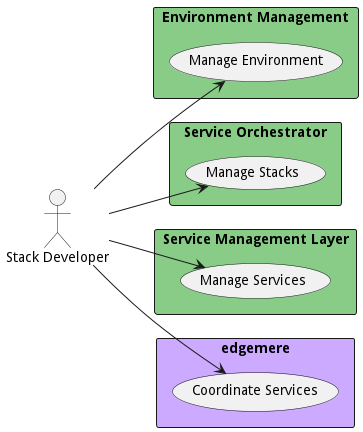 Environment Management
Manage Environment
Service Orchestrator
Manage Stacks
Stack Developer
Service Management Layer
Manage Services
edgemere
Coordinate Services